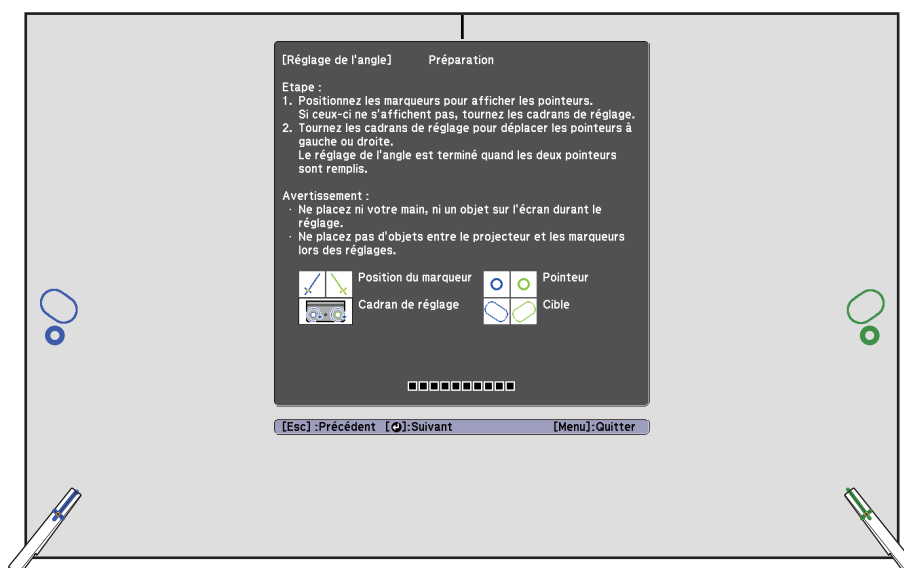 [Réglage de l'angle] Préparation
Etape :
1. Positionnez les marqueurs pour afficher les pointeurs.
Si ceux-ci ne s'affichent pas, tournez les cadrans de réglage.
2. Tournez les cadrans de réglage pour déplacer les pointeurs à
gauche ou droite.
Le réglage de l'angle est terminé quand les deux pointeurs
sont remplis.
Avertissement :
· Ne placez ni votre main, ni un objet sur l'écran durant le
réglage.
· Ne placez pas d'objets entre le projecteur et les marqueurs
lors des réglages.
Position du marqueur Pointeur
Cadran de réglage Cible
[Esc] :Précédent [⏎]:Suivant [Menu]:Quitter